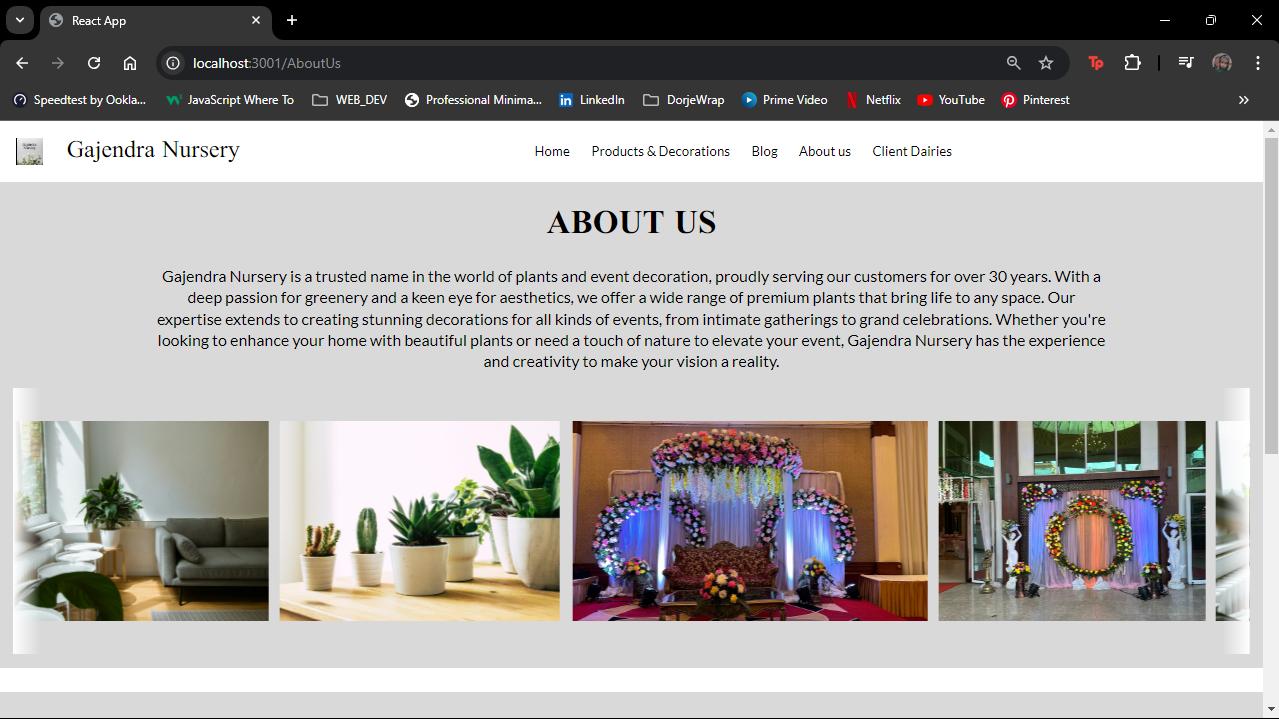 React App
localhost:3001/AboutUs
Speedtest by Ookla...
JavaScript Where To
WEB_DEV
Professional Minima...
LinkedIn
DorjeWrap
Prime Video
Netflix
YouTube
Pinterest
Gajendra Nursery
Home
Products & Decorations
Blog
About us
Client Dairies
ABOUT US
Gajendra Nursery is a trusted name in the world of plants and event decoration, proudly serving our customers for over 30 years. With a
deep passion for greenery and a keen eye for aesthetics, we offer a wide range of premium plants that bring life to any space. Our
expertise extends to creating stunning decorations for all kinds of events, from intimate gatherings to grand celebrations. Whether you're
looking to enhance your home with beautiful plants or need a touch of nature to elevate your event, Gajendra Nursery has the experience
and creativity to make your vision a reality.